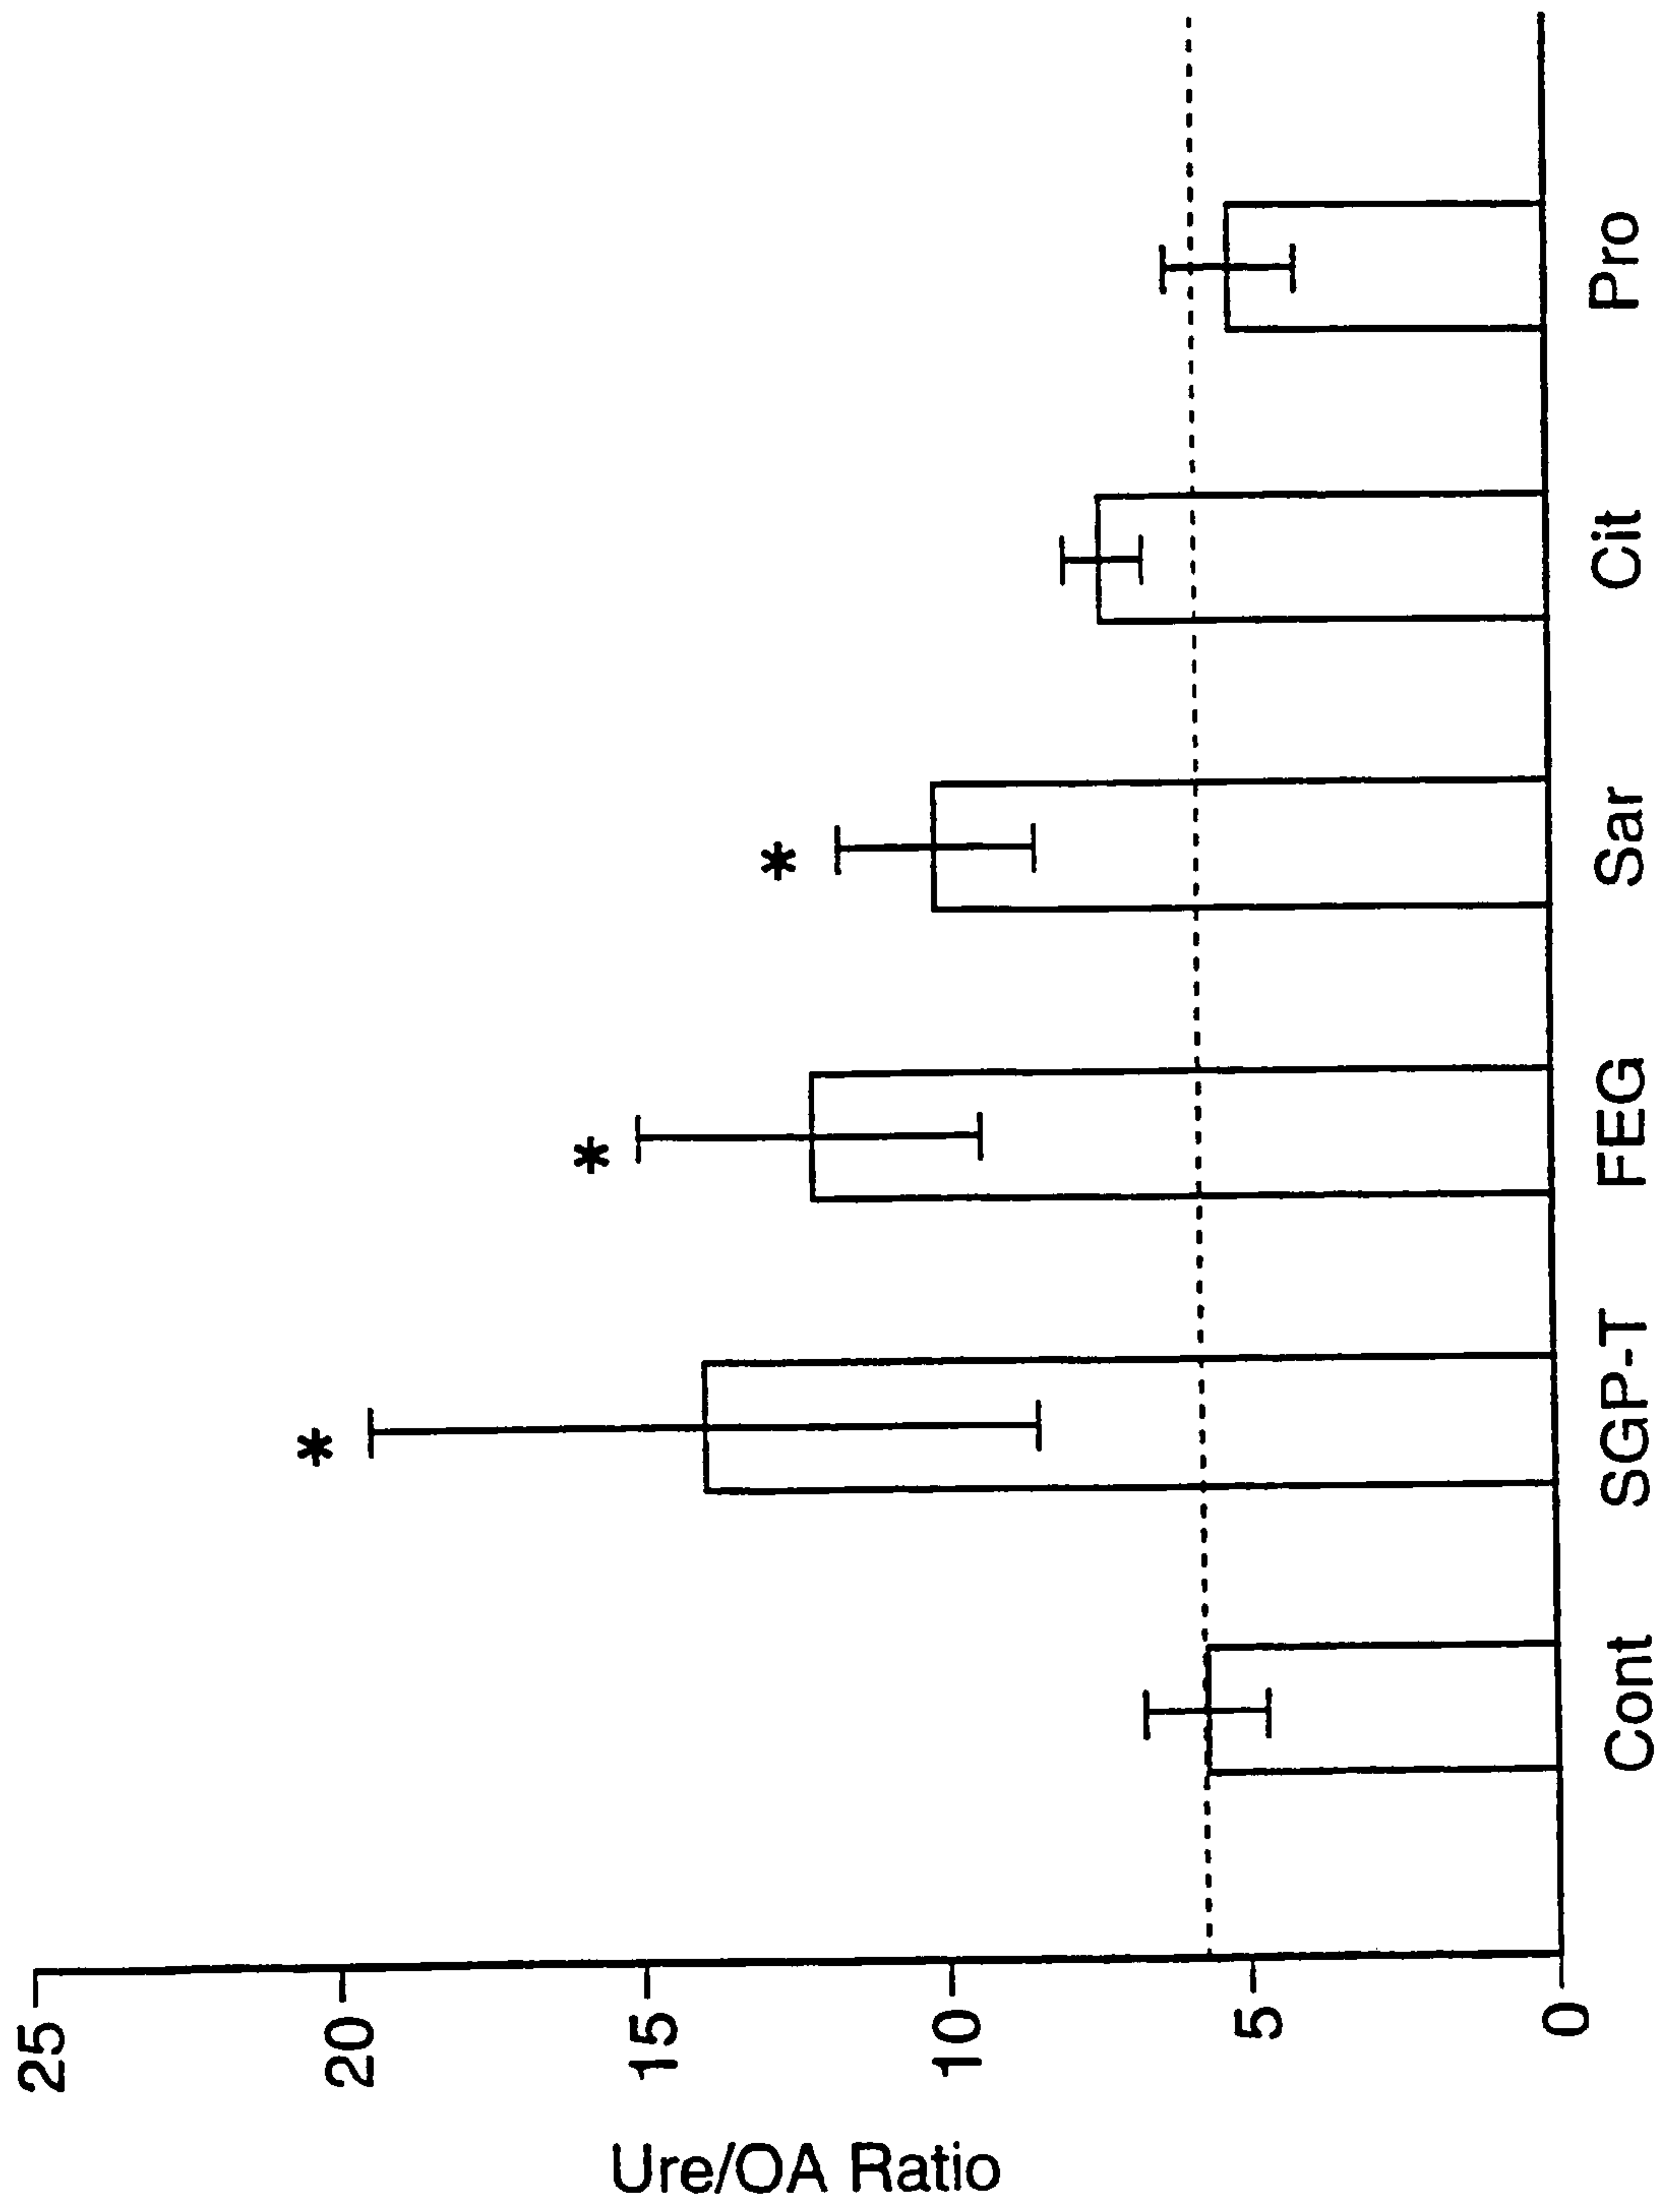 Ure/OA Ratio
25
20
15
10
5
0
*
*
*
Cont
SGP-T
FEG
Sar
Cit
Pro